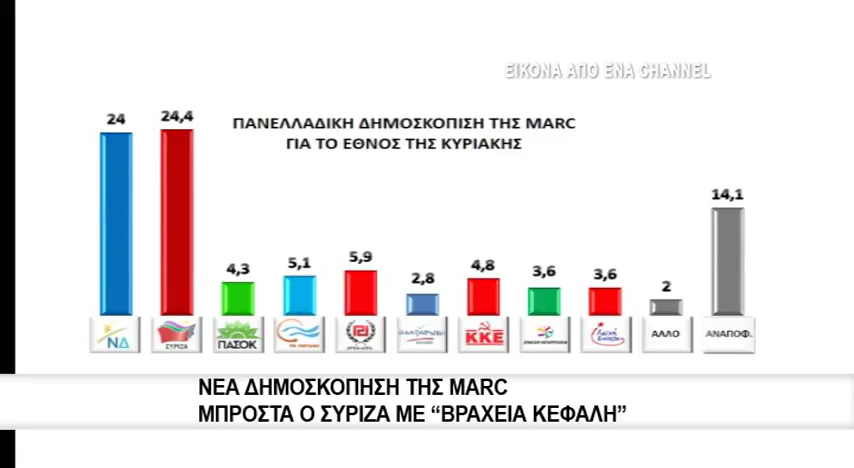 ΕΙΚΟΝΑ ΑΠΟ ΕΝΑ CHANNEL
ΠΑΝΕΛΛΑΔΙΚΗ ΔΗΜΟΣΚΟΠΙΣΗ ΤΗΣ MARC
ΓΙΑ ΤΟ ΕΘΝΟΣ ΤΗΣ ΚΥΡΙΑΚΗΣ
24 24,4 4,3 5,1 5,9 2,8 4,8 3,6 3,6 2 14,1
ΝΔ ΣΥΡΙΖΑ ΠΑΣΟΚ ΚΚΕ ΑΛΛΟ ΑΝΑΠΟΦ.
ΝΕΑ ΔΗΜΟΣΚΟΠΗΣΗ ΤΗΣ MARC
ΜΠΡΟΣΤΑ Ο ΣΥΡΙΖΑ ΜΕ “ΒΡΑΧΕΙΑ ΚΕΦΑΛΗ”